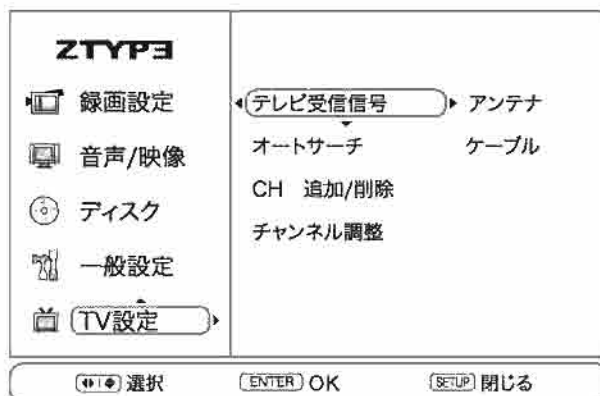 ZTYPE
録画設定
音声/映像
ディスク
一般設定
TV設定
テレビ受信信号 アンテナ
オートサーチ ケーブル
CH 追加/削除
チャンネル調整
選択 ENTER OK SETUP 閉じる